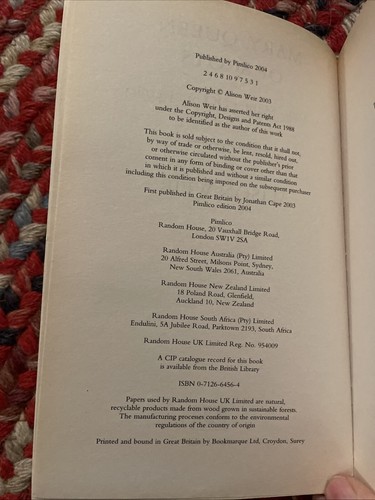 Published by Pimlico 2004
2 4 6 8 10 9 7 5 3 1
Copyright © Alison Weir 2003
Alison Weir has asserted her right
under the Copyright, Designs and Patents Act 1988
to be identified as the author of this work
This book is sold subject to the condition that it shall not,
by way of trade or otherwise, be lent, resold, hired out,
or otherwise circulated without the publisher's prior
consent in any form of binding or cover other than that
in which it is published and without a similar condition
including this condition being imposed on the subsequent purchaser
First published in Great Britain by Jonathan Cape 2003
Pimlico edition 2004
Pimlico
Random House, 20 Vauxhall Bridge Road,
London SW1V 2SA
Random House Australia (Pty) Limited
20 Alfred Street, Milsons Point, Sydney,
New South Wales 2061, Australia
Random House New Zealand Limited
18 Poland Road, Glenfield,
Auckland 10, New Zealand
Random House South Africa (Pty) Limited
Endulini, 5A Jubilee Road, Parktown 2193, South Africa
Random House UK Limited Reg. No. 954009
A CIP catalogue record for this book
is available from the British Library
ISBN 0-7126-6456-4
Papers used by Random House UK Limited are natural,
recyclable products made from wood grown in sustainable forests.
The manufacturing processes conform to the environmental
regulations of the country of origin
Printed and bound in Great Britain by Bookmarque Ltd, Croydon, Surrey